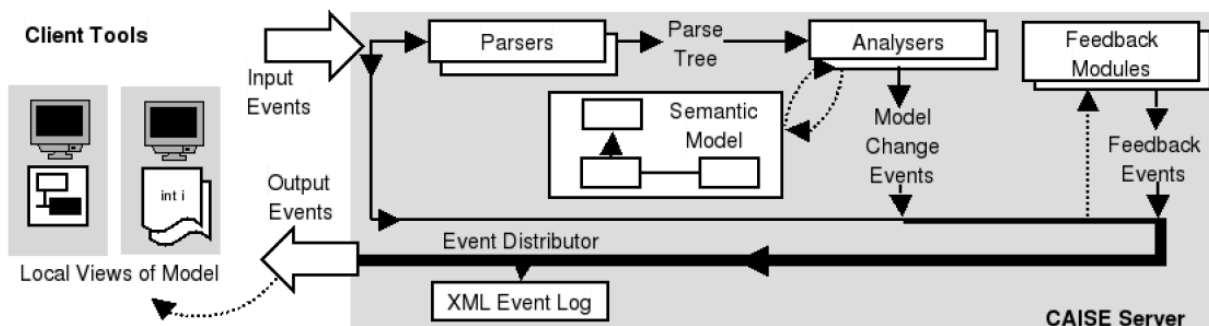 Client Tools
Input
Events
Parsers
Parse
Tree
Analysers
Feedback
Modules
Semantic
Model
Model
Change
Events
Feedback
Events
int i
Output
Events
Local Views of Model
Event Distributor
XML Event Log
CAISE Server